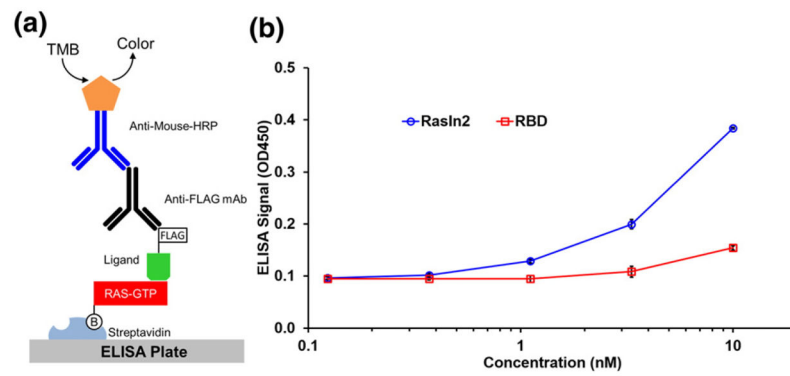 (a)
TMB
Color
Anti-Mouse-HRP
Anti-FLAG mAb
FLAG
Ligand
RAS-GTP
B
Streptavidin
ELISA Plate
(b)
ELISA Signal (OD450)
0.5
0.4
0.3
0.2
0.1
0.0
RasIn2
RBD
0.1
1
10
Concentration (nM)